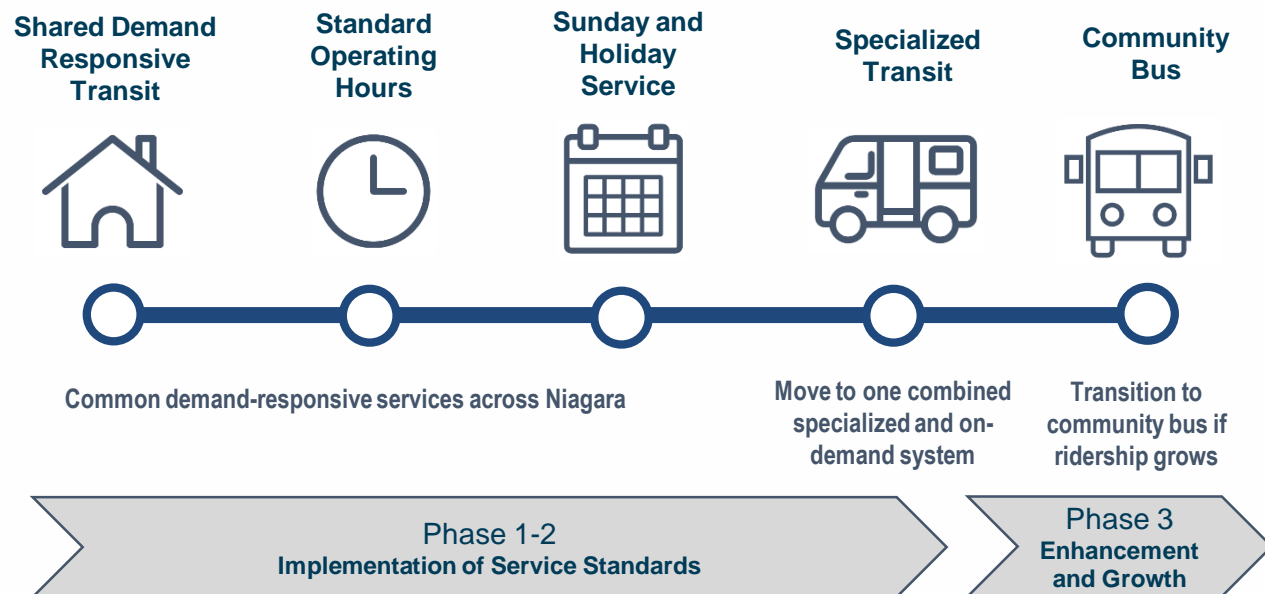 Shared Demand
Responsive
Transit
Standard
Operating
Hours
Sunday and
Holiday
Service
Specialized
Transit
Community
Bus
Common demand-responsive services across Niagara
Move to one combined
specialized and on-
demand system
Transition to
community bus if
ridership grows
Phase 1-2
Implementation of Service Standards
Phase 3
Enhancement
and Growth